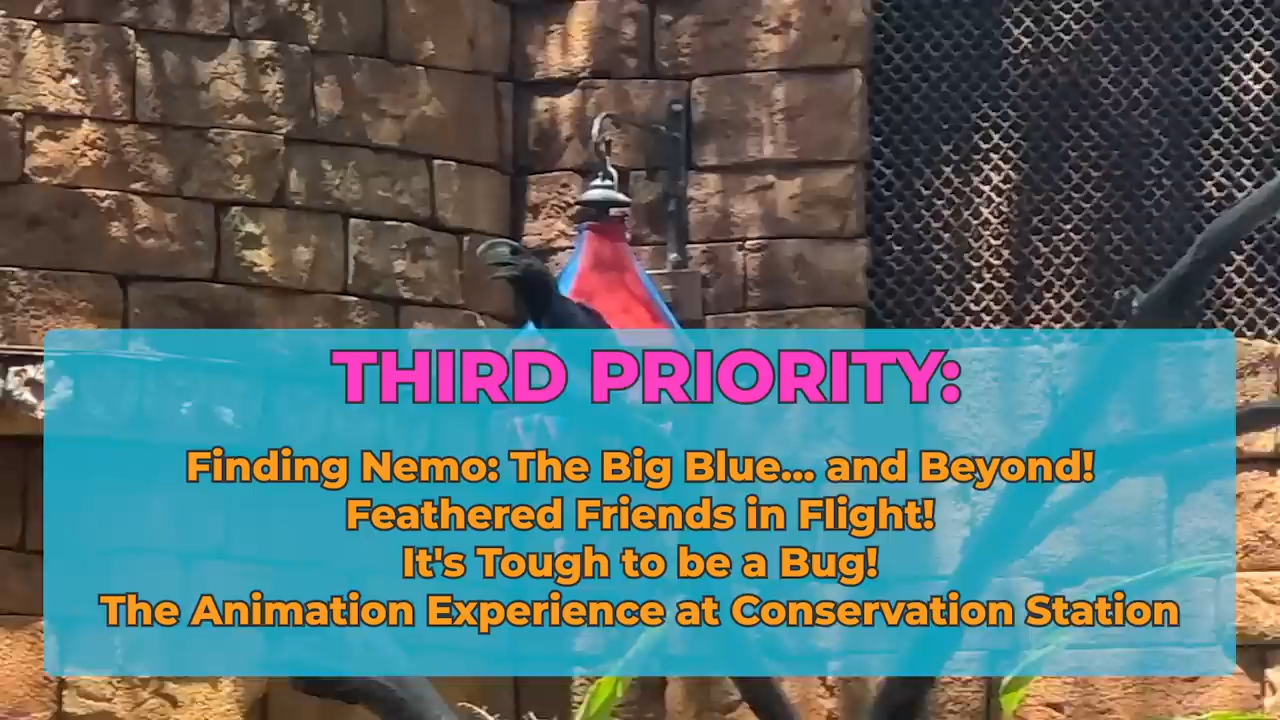 THIRD PRIORITY:
Finding Nemo: The Big Blue... and Beyond!
Feathered Friends in Flight!
It's Tough to be a Bug!
The Animation Experience at Conservation Station